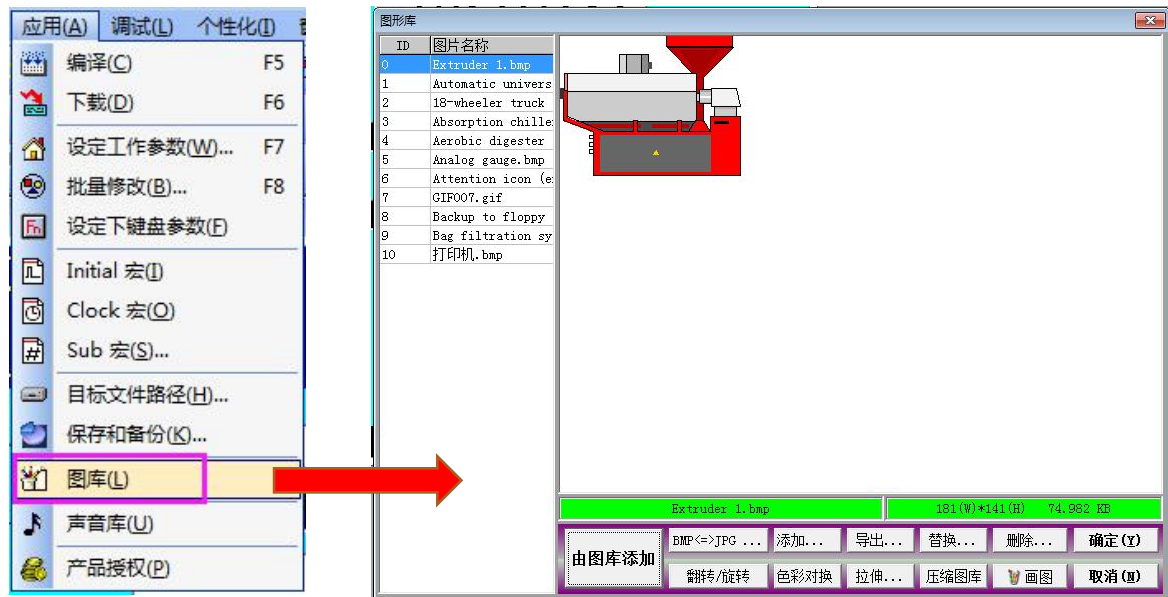 应用(A) 调试(L) 个性化(I)
编译(C) F5
下载(D) F6
设定工作参数(W)... F7
批量修改(B)... F8
设定下键盘参数(F)
Initial 宏(I)
Clock 宏(O)
Sub 宏(S)...
目标文件路径(H)...
保存和备份(K)...
图库(L)
声音库(U)
产品授权(P)
图形库
ID 图片名称
0 Extruder 1.bmp
1 Automatic univers
2 18-wheeler truck
3 Absorption chille
4 Aerobic digester
5 Analog gauge.bmp
6 Attention icon (e
7 GIF007.gif
8 Backup to floppy
9 Bag filtration sy
10 打印机.bmp
Extruder 1.bmp 181(W)*141(H) 74.982 KB
由图库添加
BMP<=>JPG ... 添加... 导出... 替换... 删除... 确定(Y)
翻转/旋转 色彩对换 拉伸... 压缩图库 画图 取消(N)